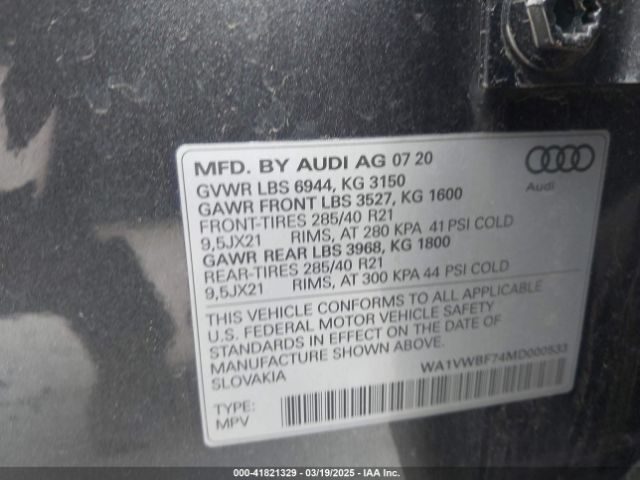 MFD. BY AUDI AG 07 20
GVWR LBS 6944, KG 3150
GAWR FRONT LBS 3527, KG 1600
FRONT-TIRES 285/40 R21
9,5JX21 RIMS, AT 280 KPA 41 PSI COLD
GAWR REAR LBS 3968, KG 1800
REAR-TIRES 285/40 R21
9,5JX21 RIMS, AT 300 KPA 44 PSI COLD
Audi
THIS VEHICLE CONFORMS TO ALL APPLICABLE
U.S. FEDERAL MOTOR VEHICLE SAFETY
STANDARDS IN EFFECT ON THE DATE OF
MANUFACTURE SHOWN ABOVE.
SLOVAKIA
WA1VWBF74MD000533
TYPE:
MPV
©-41821329 — 03/19/2025 — IAA Inc.